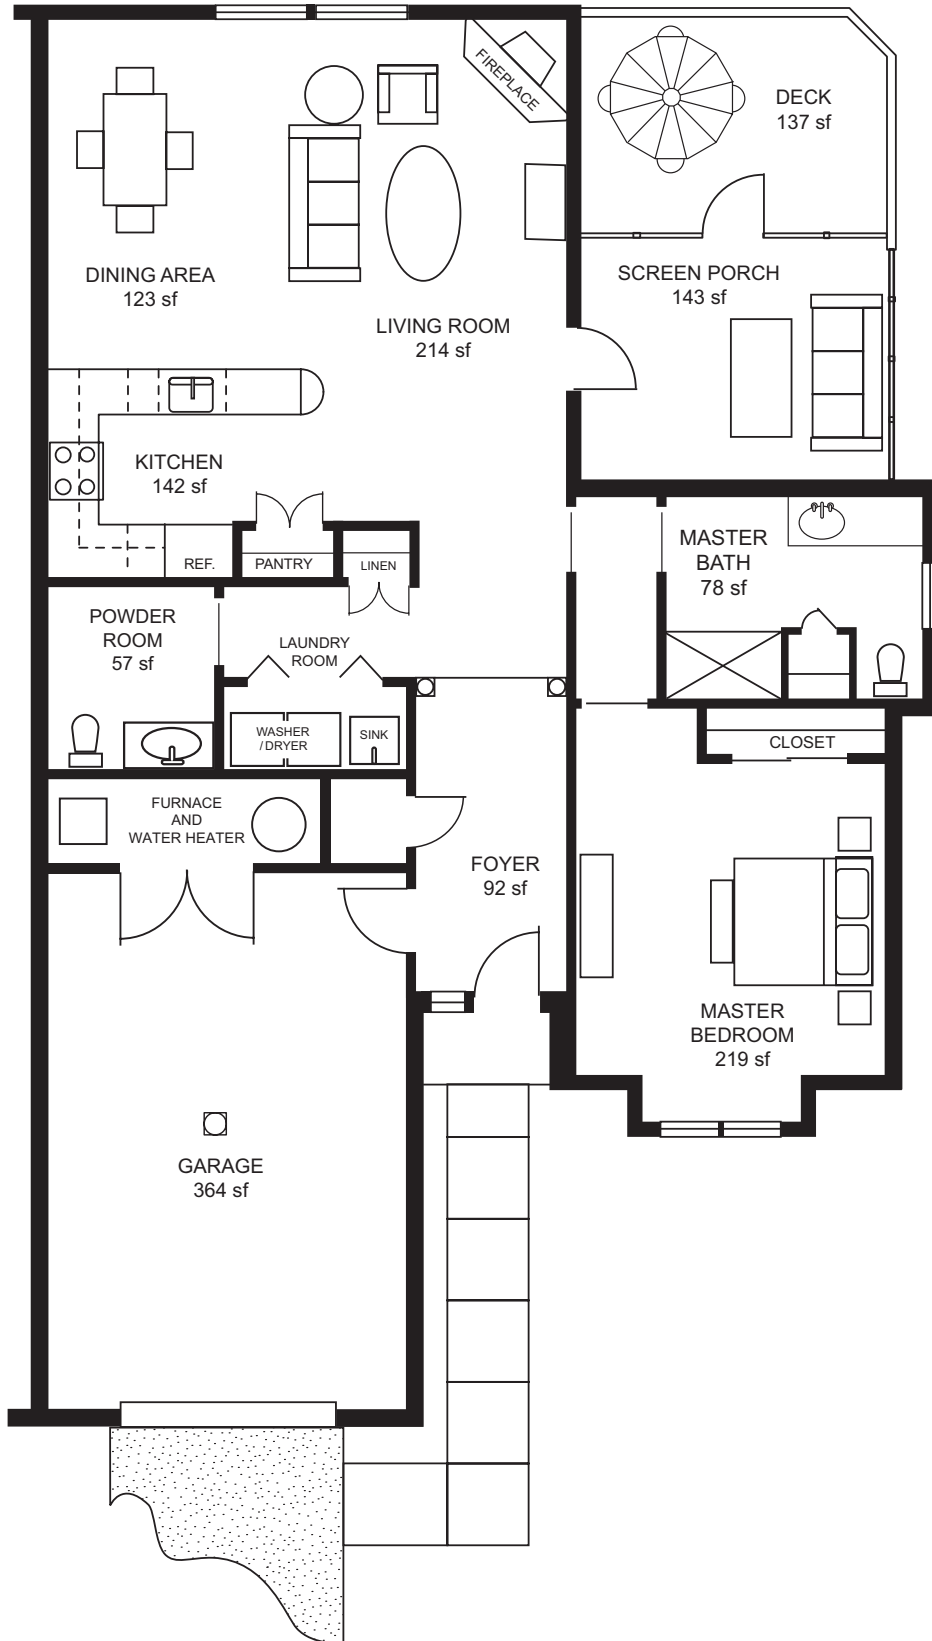 FIREPLACE
DECK
137 sf
DINING AREA
123 sf
LIVING ROOM
214 sf
SCREEN PORCH
143 sf
KITCHEN
142 sf
REF.
PANTRY
LINEN
MASTER
BATH
78 sf
POWDER
ROOM
57 sf
LAUNDRY
ROOM
WASHER
/DRYER
SINK
CLOSET
FURNACE
AND
WATER HEATER
FOYER
92 sf
MASTER
BEDROOM
219 sf
GARAGE
364 sf